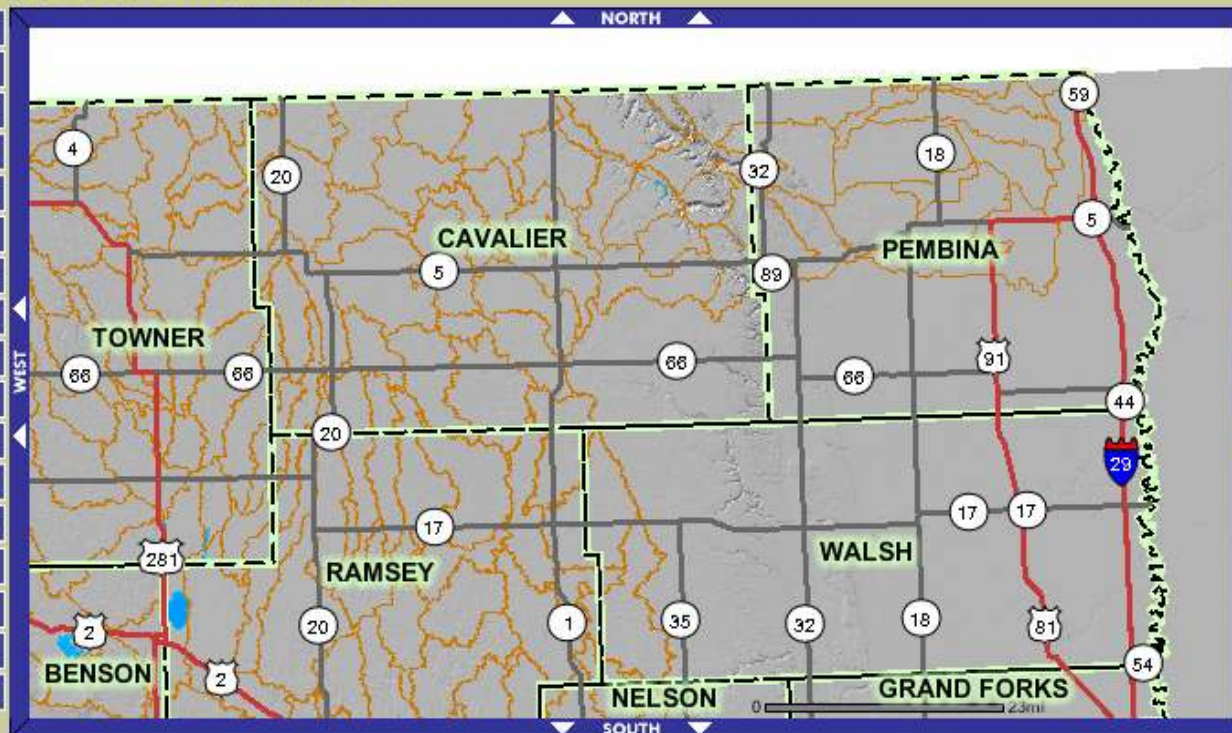 NORTH
59
4
18
20
32
5
CAVALIER
PEMBINA
5
89
TOWNER
WEST
66
66
66
66
91
44
20
29
17
17
17
WALSH
281
RAMSEY
2
20
1
35
32
18
81
54
BENSON
2
NELSON
GRAND FORKS
0 23mi
SOUTH